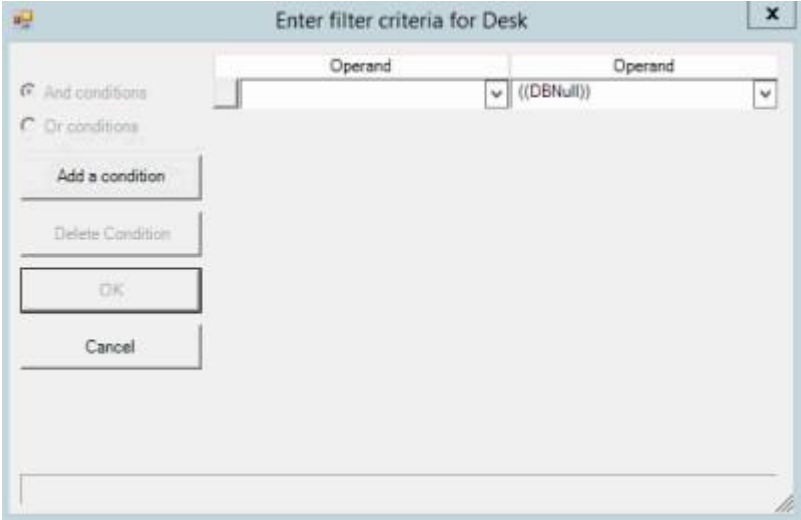 Enter filter criteria for Desk
x
Operand Operand
And conditions
((DBNull))
Or conditions
Add a condition
Delete Condition
OK
Cancel